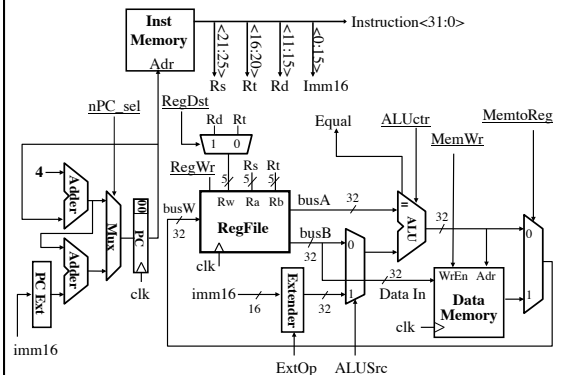 Inst
Memory
Adr
Instruction<31:0>
<21:25>
<16:20>
<11:15>
<0:15>
Rs
Rt
Rd
Imm16
nPC_sel
RegDst
Rd
Rt
1
0
Equal
ALUctr
MemtoReg
MemWr
4
Adder
Adder
Mux
00
PC
clk
PC Ext
imm16
RegWr
Rs
Rt
5
5
5
busW
32
Rw
Ra
Rb
RegFile
clk
busA
32
busB
32
=
ALU
32
0
1
32
Data In
WrEn
Adr
Data
Memory
clk
0
1
imm16
16
Extender
32
ExtOp
ALUSrc